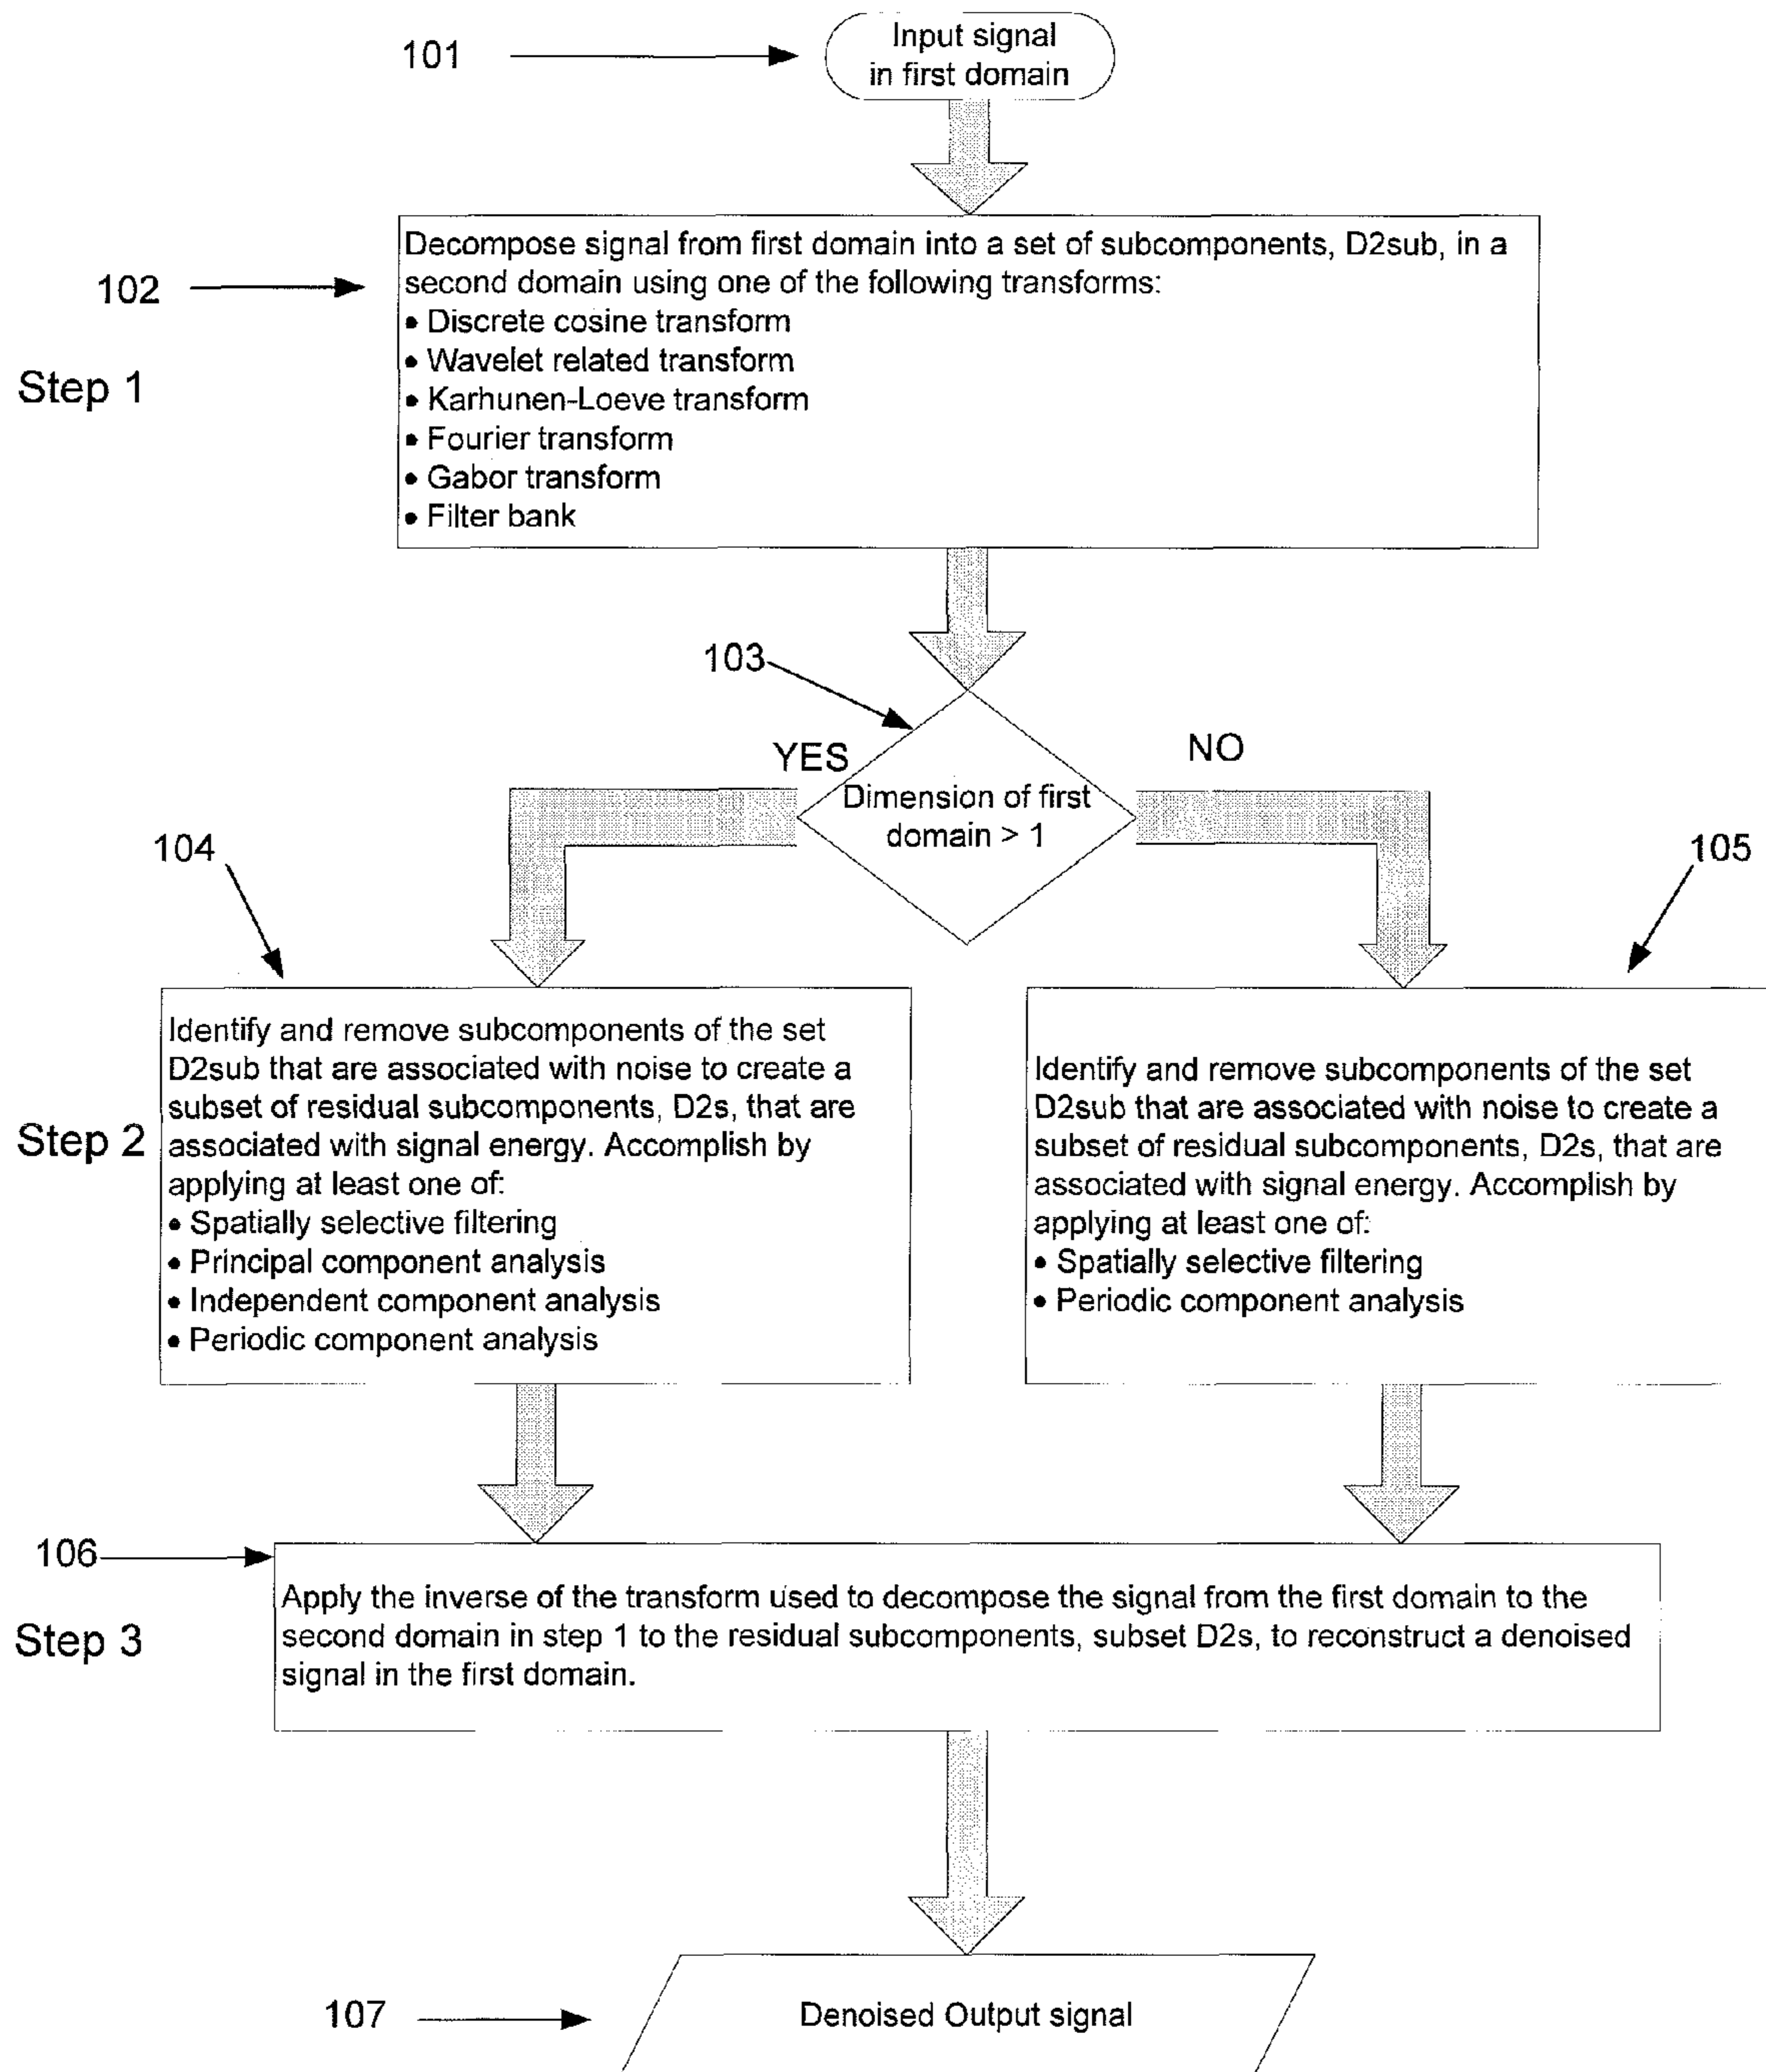 101
Input signal
in first domain
102
Step 1
Decompose signal from first domain into a set of subcomponents, D2sub, in a
second domain using one of the following transforms:
• Discrete cosine transform
• Wavelet related transform
• Karhunen-Loeve transform
• Fourier transform
• Gabor transform
• Filter bank
103
YES
NO
Dimension of first
domain > 1
104
105
Step 2
Identify and remove subcomponents of the set
D2sub that are associated with noise to create a
subset of residual subcomponents, D2s, that are
associated with signal energy. Accomplish by
applying at least one of:
• Spatially selective filtering
• Principal component analysis
• Independent component analysis
• Periodic component analysis
Identify and remove subcomponents of the set
D2sub that are associated with noise to create a
subset of residual subcomponents, D2s, that are
associated with signal energy. Accomplish by
applying at least one of:
• Spatially selective filtering
• Periodic component analysis
106
Step 3
Apply the inverse of the transform used to decompose the signal from the first domain to the
second domain in step 1 to the residual subcomponents, subset D2s, to reconstruct a denoised
signal in the first domain.
107
Denoised Output signal